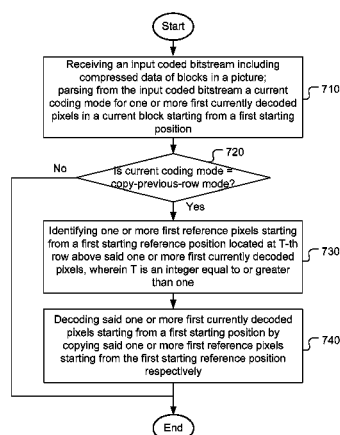 Start
Receiving an input coded bitstream including
compressed data of blocks in a picture;
parsing from the input coded bitstream a current
coding mode for one or more first currently decoded
pixels in a current block starting from a first starting
position
710
720
No
Is current coding mode =
copy-previous-row mode?
Yes
Identifying one or more first reference pixels starting
from a first starting reference position located at T-th
row above said one or more first currently decoded
pixels, wherein T is an integer equal to or greater
than one
730
Decoding said one or more first currently decoded
pixels starting from a first starting position by
copying said one or more first reference pixels
starting from the first starting reference position
respectively
740
End